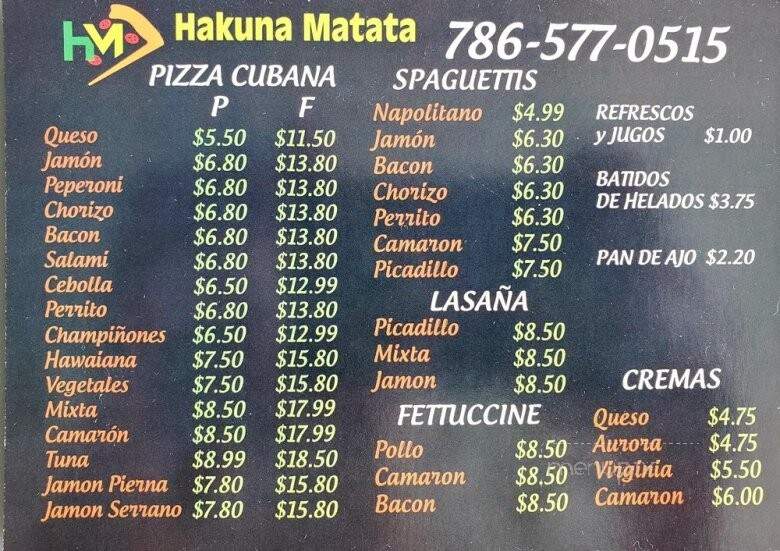 HM Hakuna Matata 786-577-0515
PIZZA CUBANA
P F
Queso $5.50 $11.50
Jamón $6.80 $13.80
Peperoni $6.80 $13.80
Chorizo $6.80 $13.80
Bacon $6.80 $13.80
Salami $6.80 $13.80
Cebolla $6.50 $12.99
Perrito $6.80 $13.80
Champiñones $6.50 $12.99
Hawaiana $7.50 $15.80
Vegetales $7.50 $15.80
Mixta $8.50 $17.99
Camarón $8.50 $17.99
Tuna $8.99 $18.50
Jamon Pierna $7.80 $15.80
Jamon Serrano $7.80 $15.80
SPAGUETTIS
Napolitano $4.99
Jamón $6.30
Bacon $6.30
Chorizo $6.30
Perrito $6.30
Camaron $7.50
Picadillo $7.50
LASAÑA
Picadillo $8.50
Mixta $8.50
Jamon $8.50
FETTUCCINE
Pollo $8.50
Camaron $8.50
Bacon $8.50
REFRESCOS
y JUGOS $1.00
BATIDOS
DE HELADOS $3.75
PAN DE AJO $2.20
CREMAS
Queso $4.75
Aurora $4.75
Virginia $5.50
Camaron $6.00